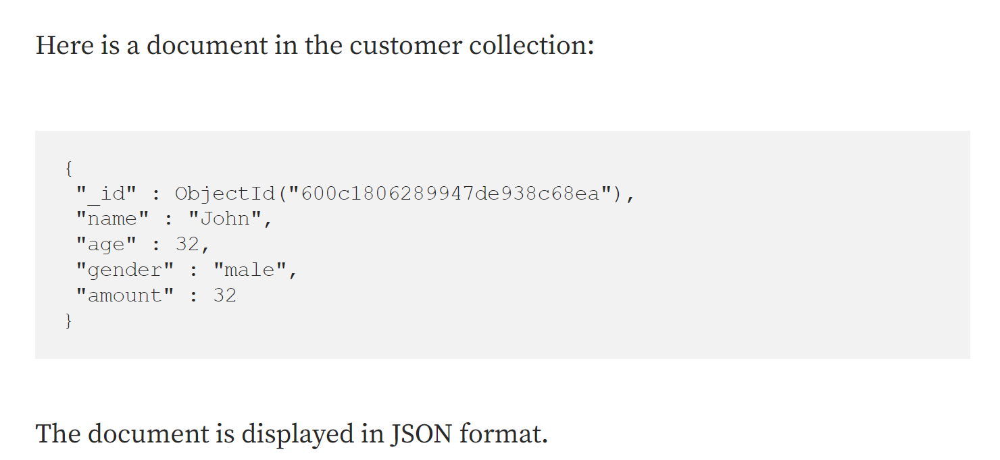 Here is a document in the customer collection:
{
"_id" : ObjectId("600c1806289947de938c68ea"),
"name" : "John",
"age" : 32,
"gender" : "male",
"amount" : 32
}
The document is displayed in JSON format.